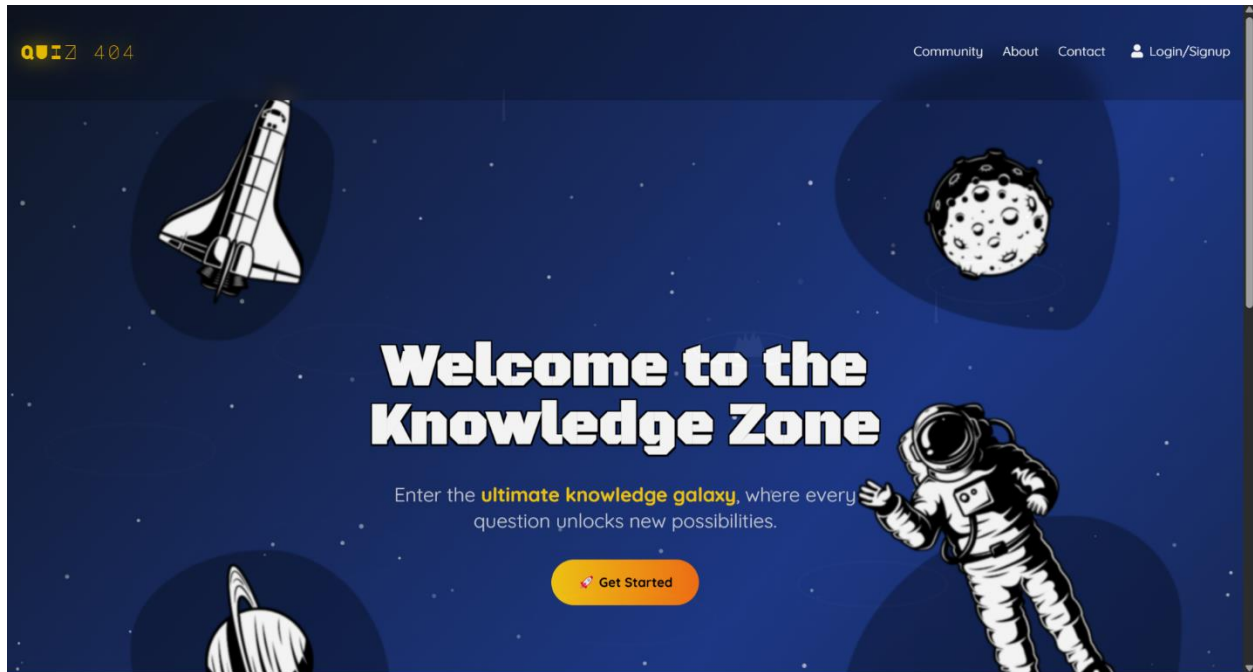 QUIZ 404
Community About Contact Login/Signup
Welcome to the
Knowledge Zone
Enter the ultimate knowledge galaxy, where every
question unlocks new possibilities.
🚀 Get Started